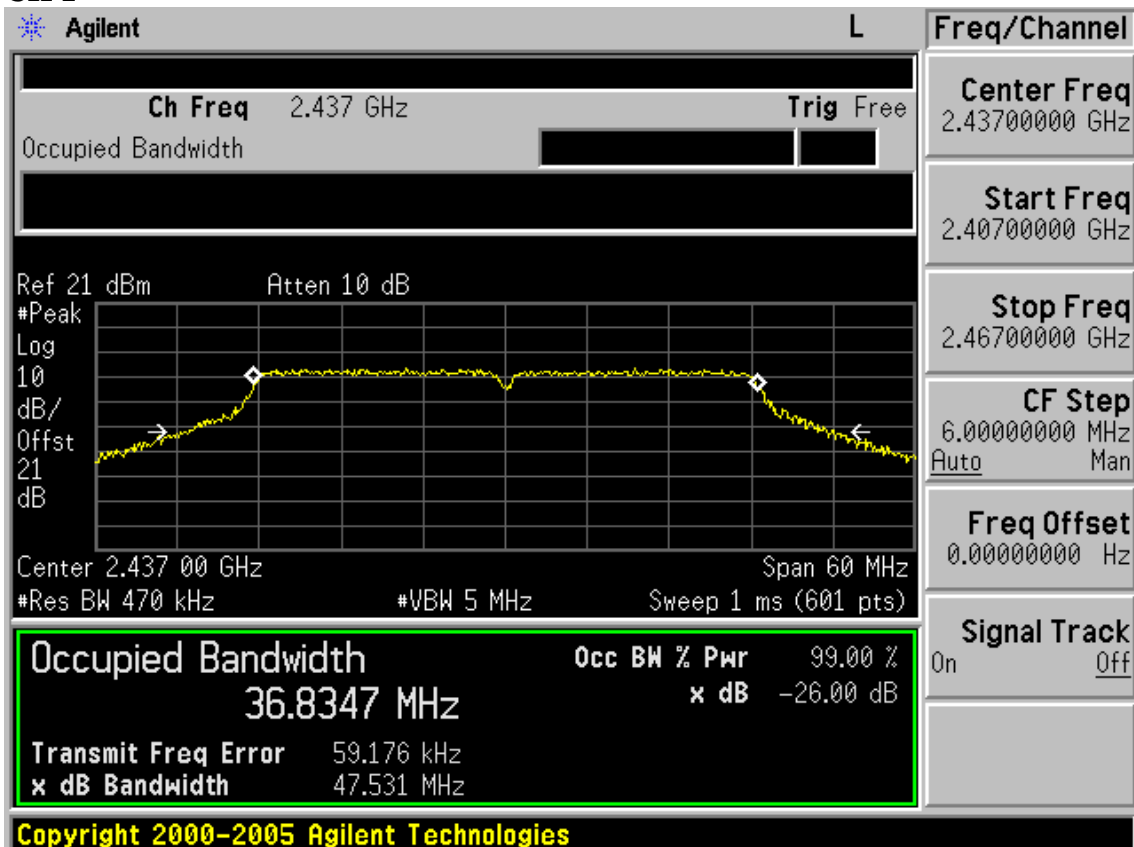 Agilent L
Freq/Channel
Ch Freq 2.437 GHz Trig Free
Occupied Bandwidth
Center Freq
2.43700000 GHz
Start Freq
2.40700000 GHz
Stop Freq
2.46700000 GHz
CF Step
6.00000000 MHz
Auto Man
Freq Offset
0.00000000 Hz
Signal Track
On Off
Ref 21 dBm Atten 10 dB
#Peak
Log
10
dB/
Offst
21
dB
Center 2.437 00 GHz Span 60 MHz
#Res BW 470 kHz #VBW 5 MHz Sweep 1 ms (601 pts)
Occupied Bandwidth Occ BW % Pwr 99.00 %
36.8347 MHz x dB -26.00 dB
Transmit Freq Error 59.176 kHz
x dB Bandwidth 47.531 MHz
Copyright 2000-2005 Agilent Technologies